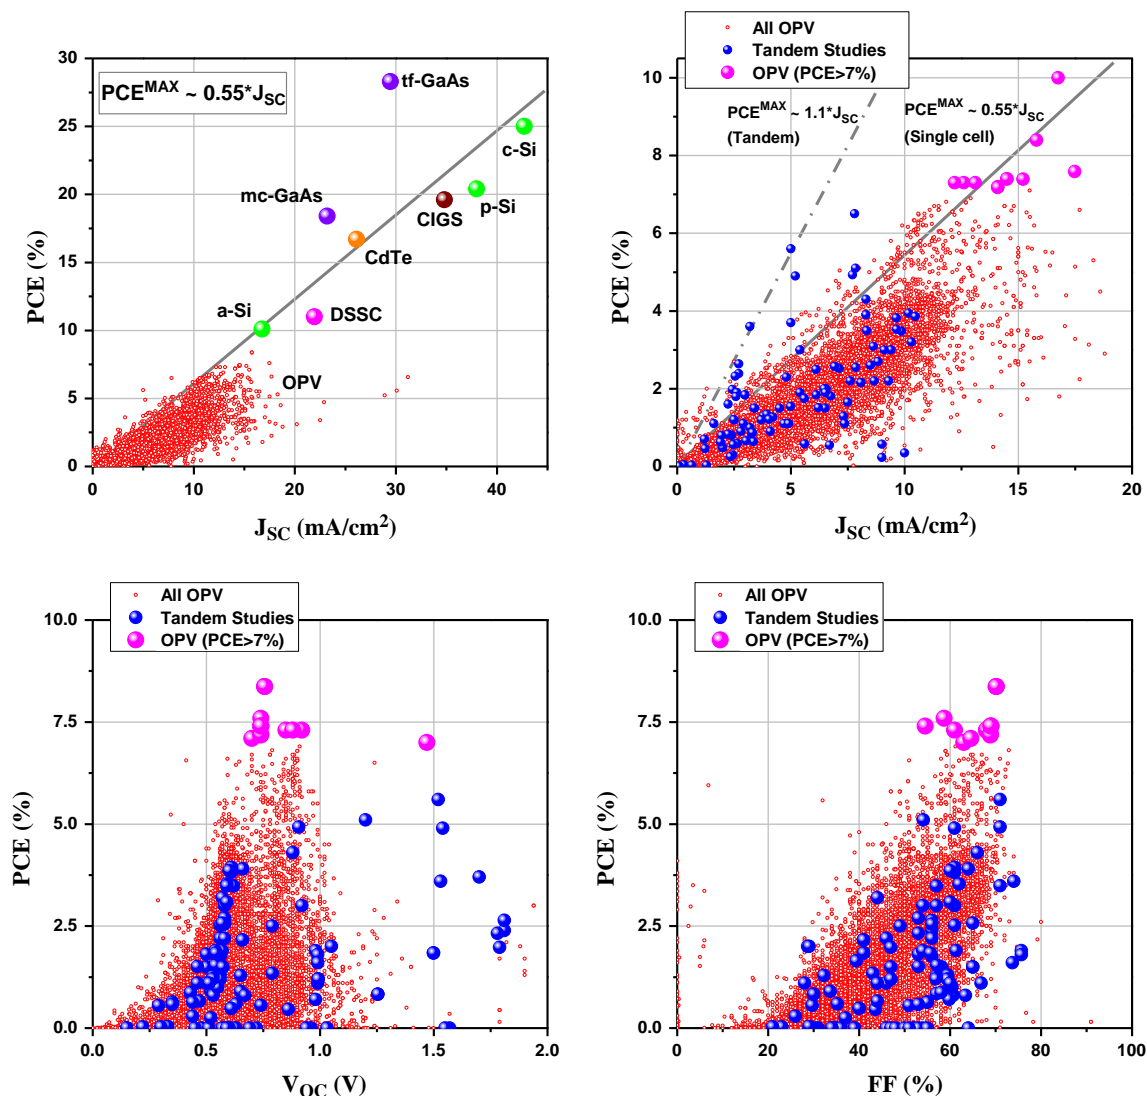 PCE^MAX ~ 0.55*J_SC
tf-GaAs
c-Si
mc-GaAs
p-Si
CIGS
CdTe
a-Si
DSSC
OPV
30
25
20
15
10
5
0
0
10
20
30
40
PCE (%)
J_SC (mA/cm^2)
All OPV
Tandem Studies
OPV (PCE>7%)
PCE^MAX ~ 1.1*J_SC
(Tandem)
PCE^MAX ~ 0.55*J_SC
(Single cell)
10
8
6
4
2
0
0
5
10
15
20
PCE (%)
J_SC (mA/cm^2)
All OPV
Tandem Studies
OPV (PCE>7%)
10.0
7.5
5.0
2.5
0.0
0.0
0.5
1.0
1.5
2.0
PCE (%)
V_OC (V)
All OPV
Tandem Studies
OPV (PCE>7%)
10.0
7.5
5.0
2.5
0.0
0
20
40
60
80
100
PCE (%)
FF (%)